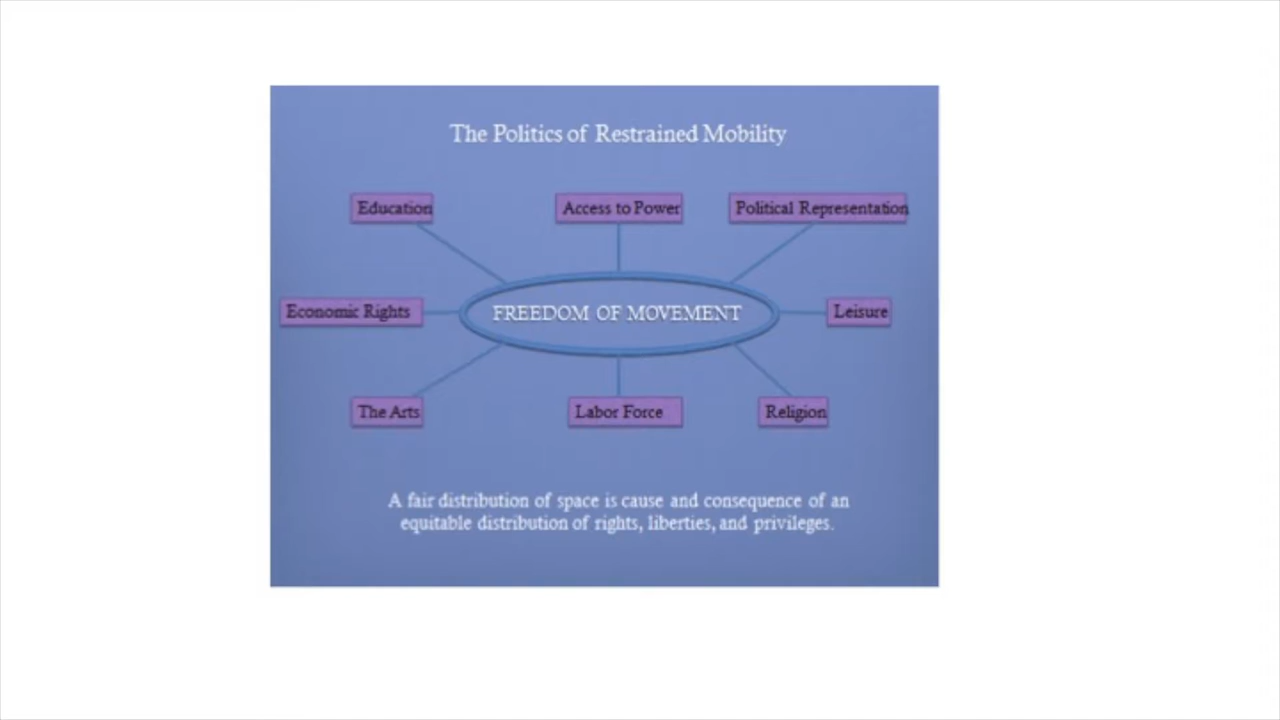 The Politics of Restrained Mobility
Education
Access to Power
Political Representation
Economic Rights
FREEDOM OF MOVEMENT
Leisure
The Arts
Labor Force
Religion
A fair distribution of space is cause and consequence of an
equitable distribution of rights, liberties, and privileges.